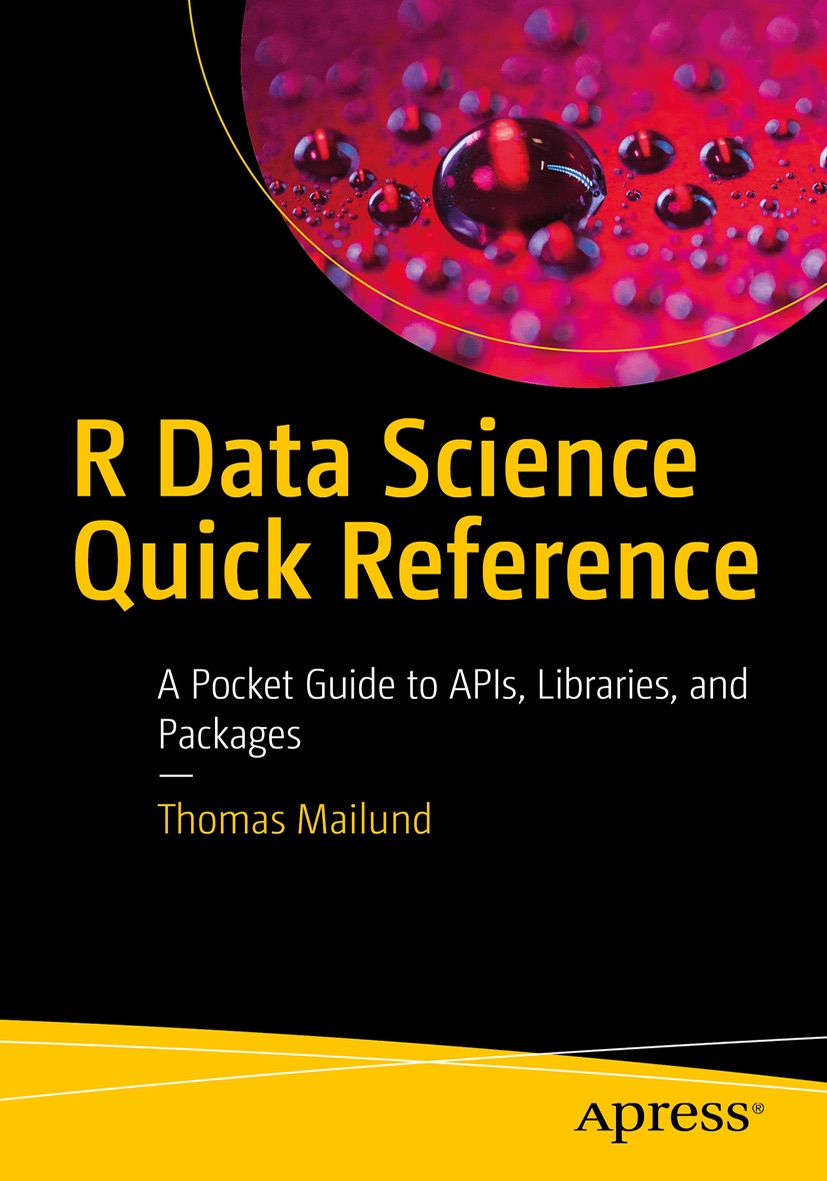 R Data Science
Quick Reference
A Pocket Guide to APIs, Libraries, and
Packages
—
Thomas Mailund
Apress®